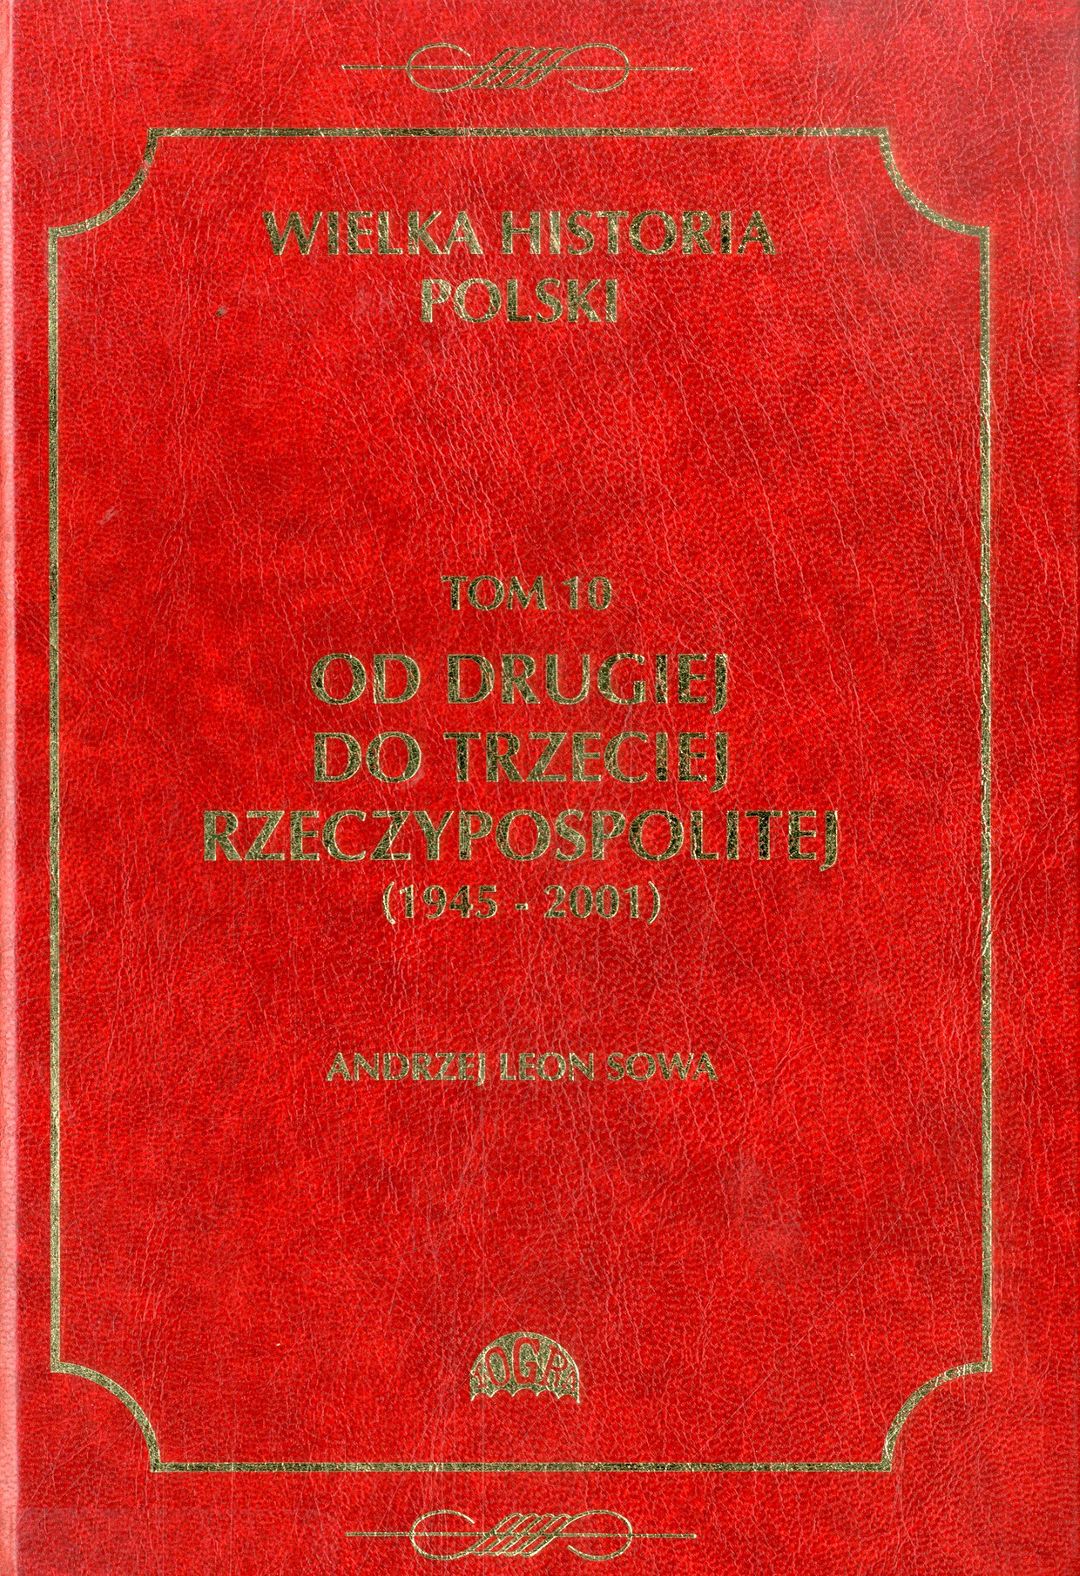 WIELKA HISTORIA
POLSKI
TOM 10
OD DRUGIEJ
DO TRZECIEJ
RZECZYPOSPOLITEJ
(1945 - 2001)
ANDRZEJ LEON SOWA
FOGRA